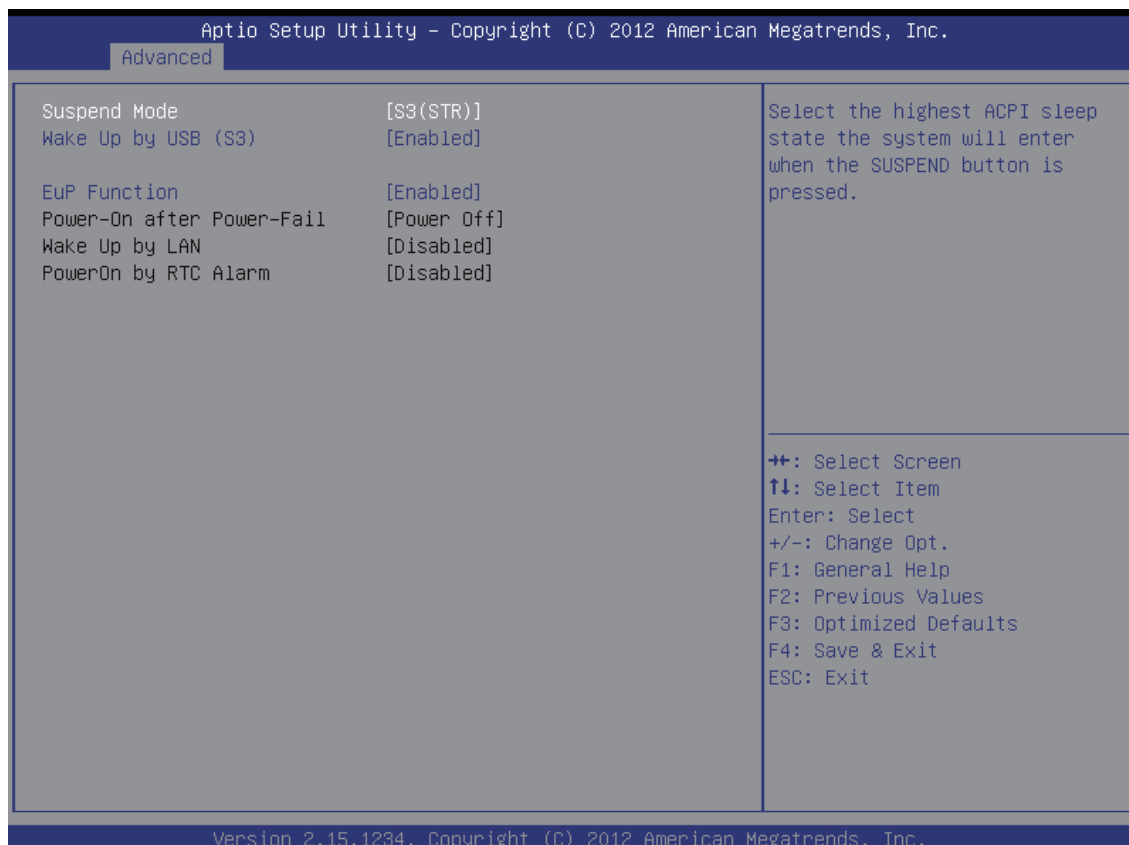 Aptio Setup Utility – Copyright (C) 2012 American Megatrends, Inc.
Advanced
Suspend Mode [S3(STR)]
Wake Up by USB (S3) [Enabled]
EuP Function [Enabled]
Power-On after Power-Fail [Power Off]
Wake Up by LAN [Disabled]
PowerOn by RTC Alarm [Disabled]
Select the highest ACPI sleep
state the system will enter
when the SUSPEND button is
pressed.
→←: Select Screen
↑↓: Select Item
Enter: Select
+/-: Change Opt.
F1: General Help
F2: Previous Values
F3: Optimized Defaults
F4: Save & Exit
ESC: Exit
Version 2.15.1234. Copyright (C) 2012 American Megatrends, Inc.